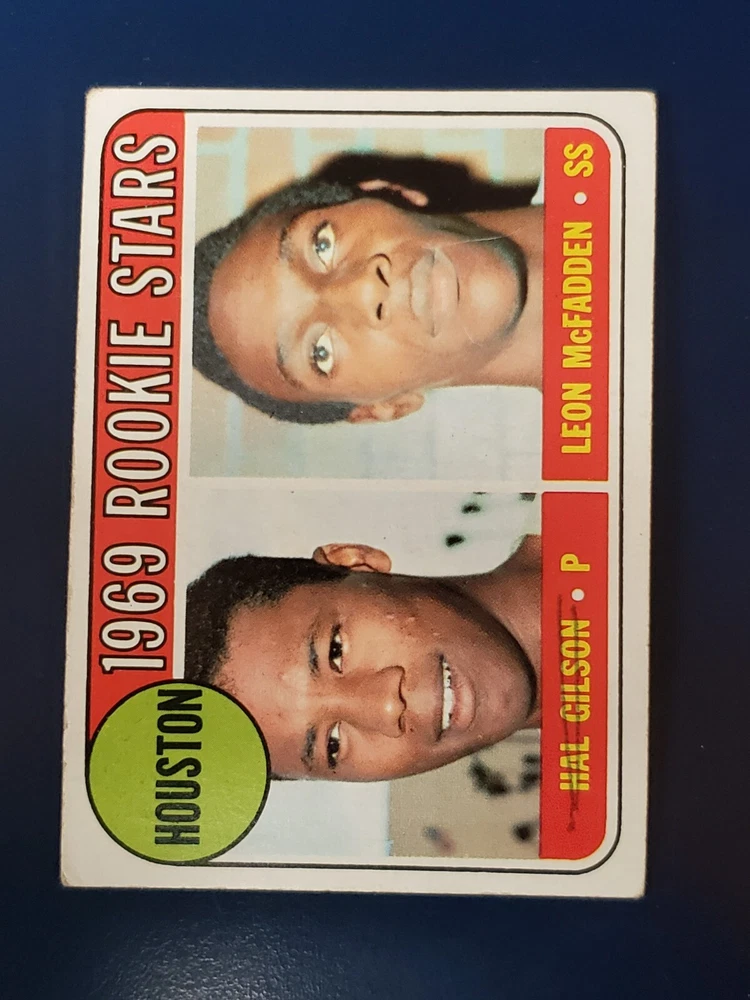 1969 ROOKIE STARS
HOUSTON
HAL GILSON • P
LEON McFADDEN • SS